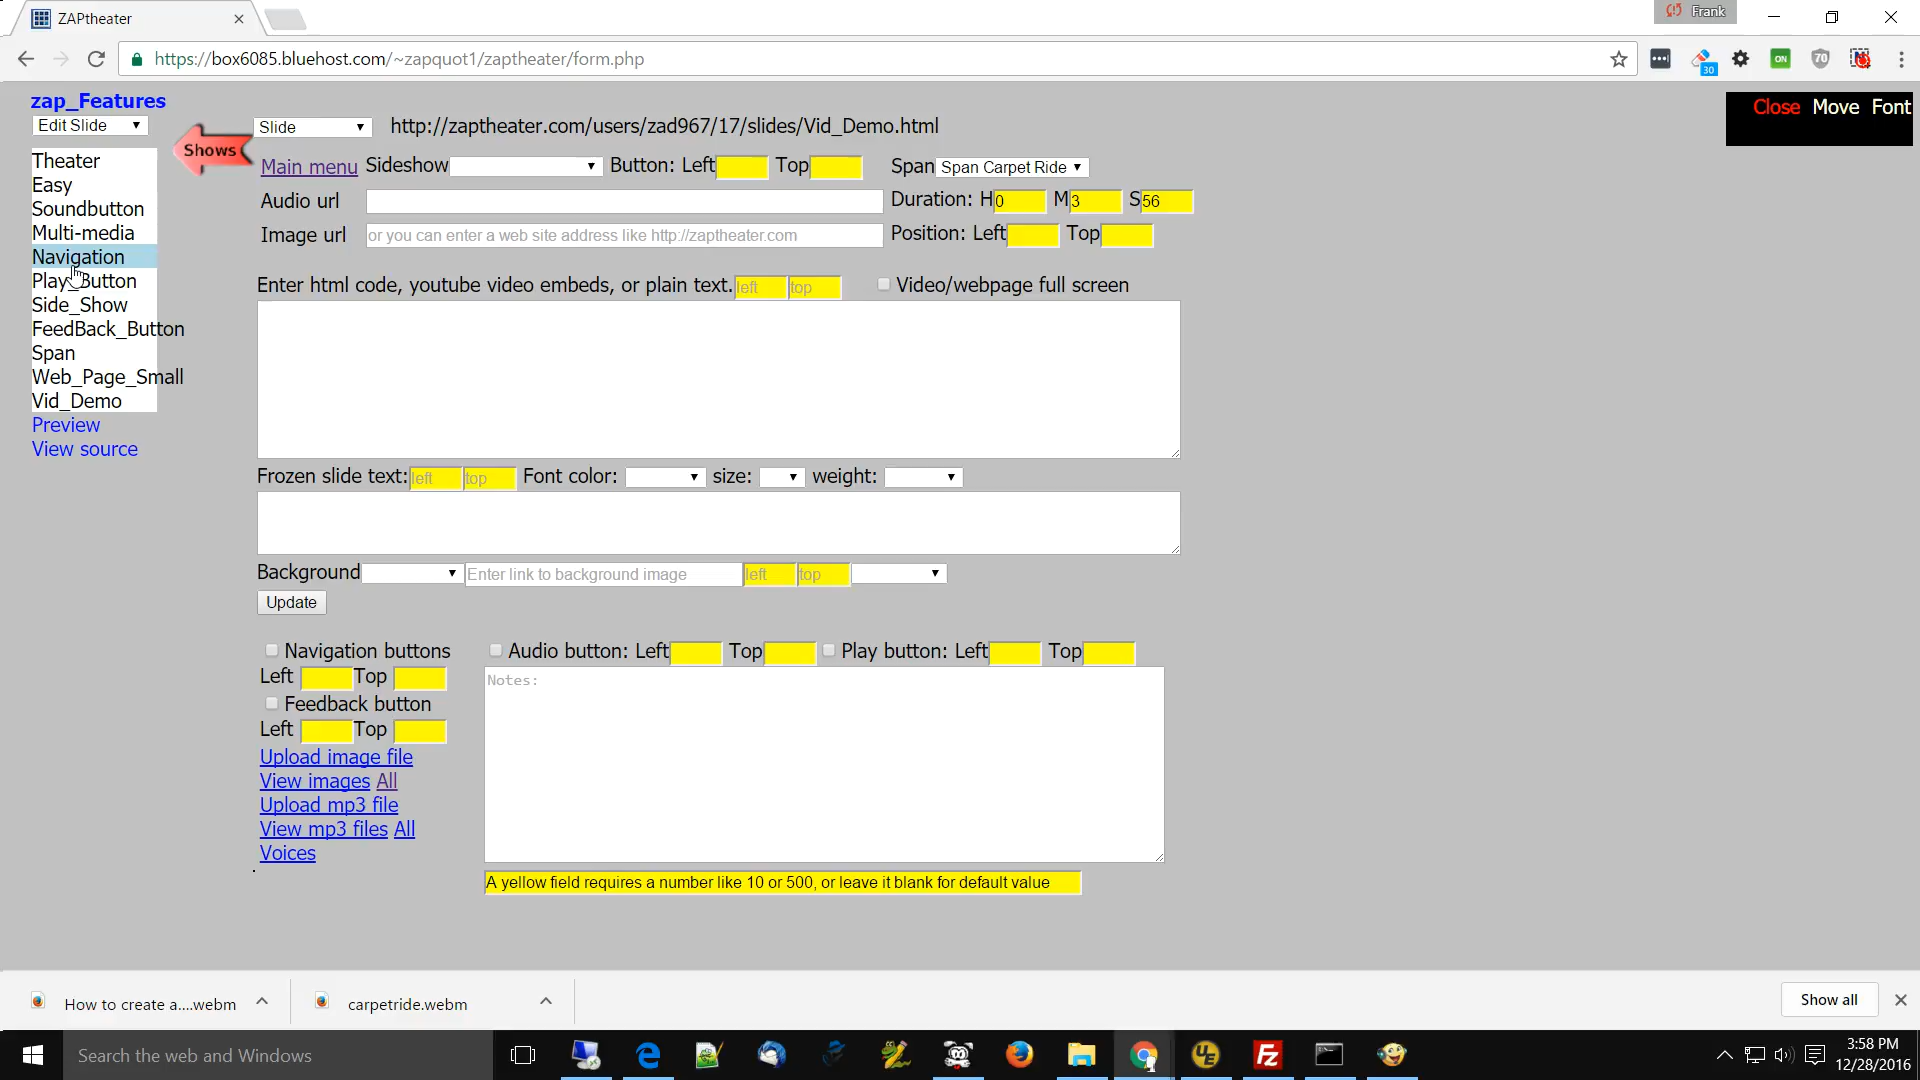 ZAPtheater
Frank
https://box6085.bluehost.com/~zapquot1/zaptheater/form.php
30
ON
70
zap_Features
Edit Slide
Shows
Slide
http://zaptheater.com/users/zad967/17/slides/Vid_Demo.html
Close Move Font
Theater
Easy
Soundbutton
Multi-media
Navigation
Play_Button
Side_Show
FeedBack_Button
Span
Web_Page_Small
Vid_Demo
Preview
View source
Main menu Sideshow Button: Left Top Span Span Carpet Ride
Audio url Duration: H 0 M 3 S 56
Image url or you can enter a web site address like http://zaptheater.com Position: Left Top
Enter html code, youtube video embeds, or plain text. left top Video/webpage full screen
Frozen slide text: left top Font color: size: weight:
Background Enter link to background image left top
Update
Navigation buttons Audio button: Left Top Play button: Left Top
Left Top
Feedback button
Left Top
Notes:
Upload image file
View images All
Upload mp3 file
View mp3 files All
Voices
A yellow field requires a number like 10 or 500, or leave it blank for default value
How to create a....webm
carpetride.webm
Show all
Search the web and Windows
UE
FZ
3:58 PM
12/28/2016